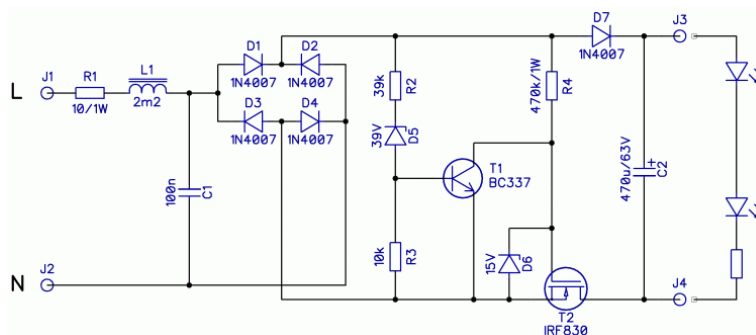 L
J1
R1
10/1W
L1
2m2
D1
1N4007
D2
1N4007
D3
1N4007
D4
1N4007
100n
C1
N
J2
39k
R2
39V
D5
10k
R3
T1
BC337
470k/1W
R4
15V
D6
T2
IRF830
D7
1N4007
470u/63V
+
C2
J3
J4